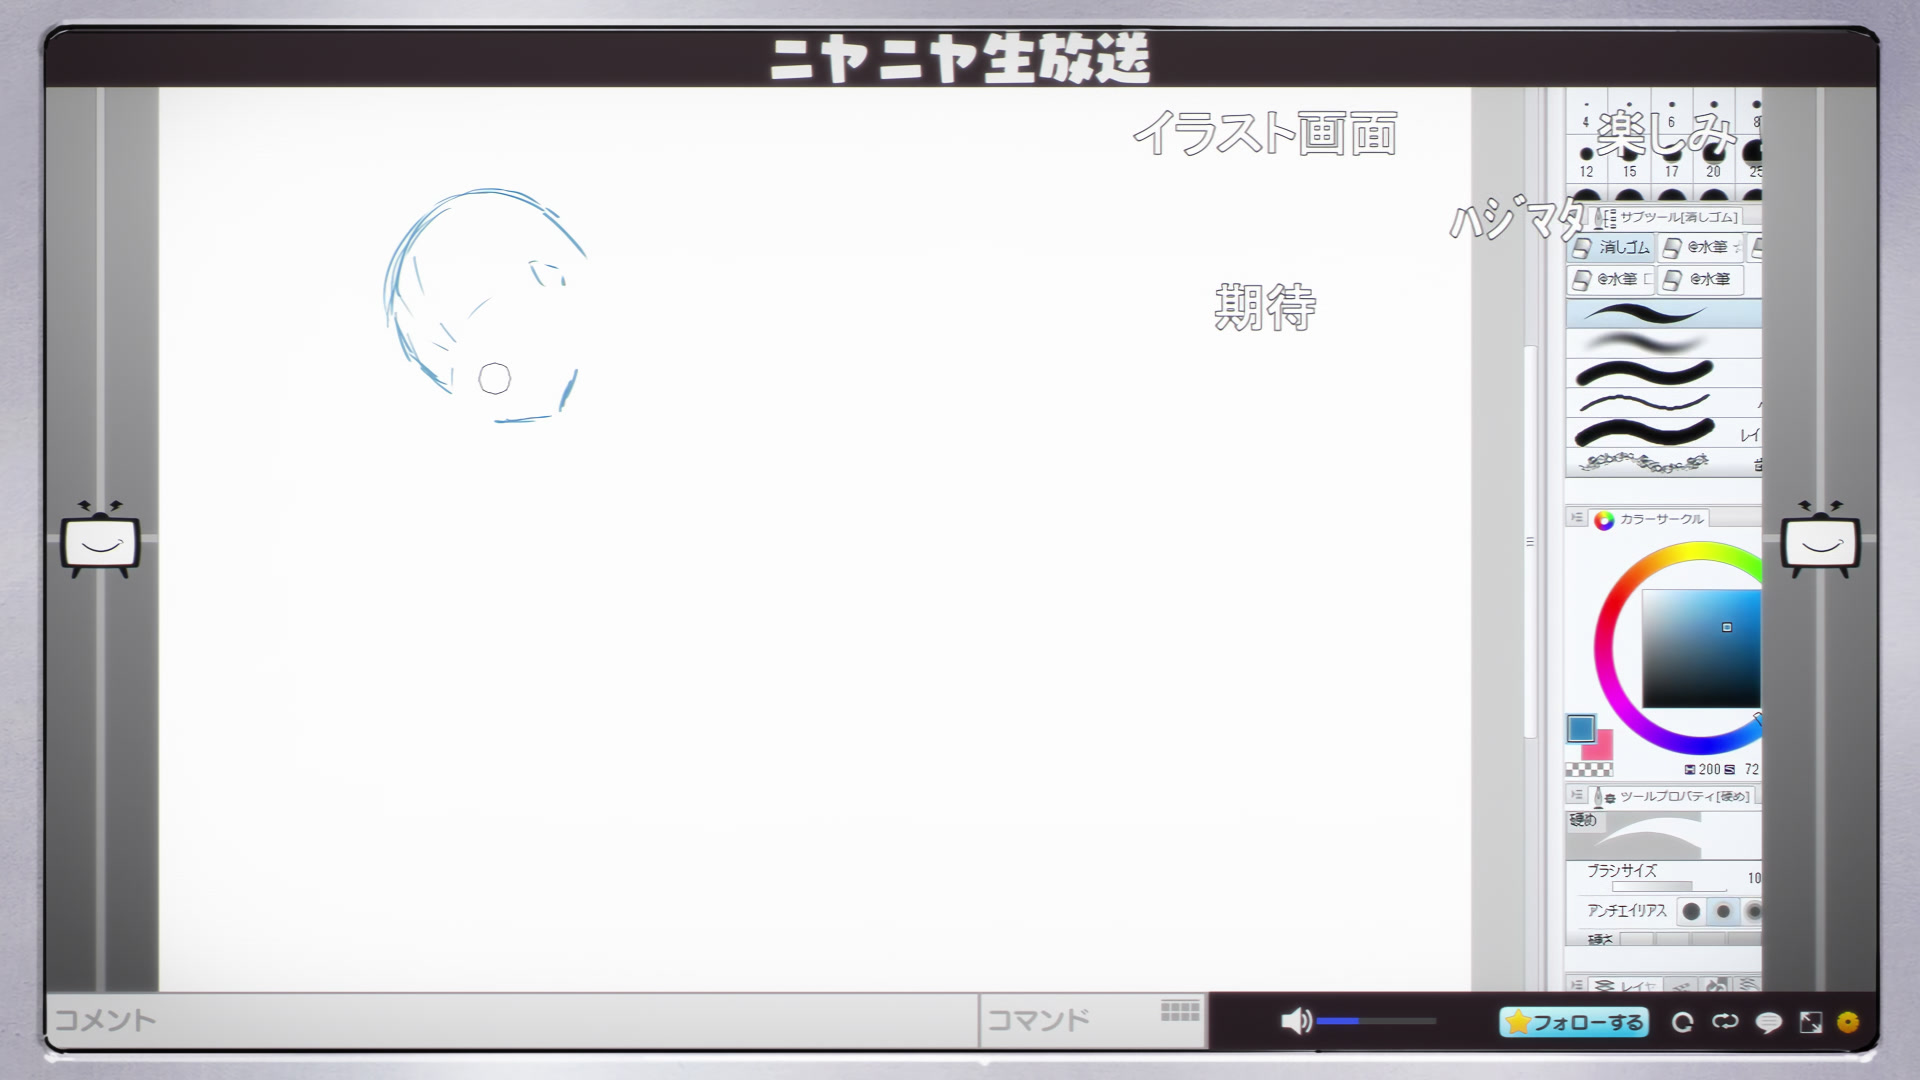 ニヤニヤ生放送
イラスト画面
楽しみ
ハジマタ
期待
4
6
8
12
15
17
20
25
サブツール[消しゴム]
消しゴム
@水筆
@水筆
@水筆
レイ
カラーサークル
H 200 S 72
ツールプロパティ[硬め]
硬め
ブラシサイズ
10
アンチエイリアス
硬さ
レイヤ
コメント
コマンド
フォローする